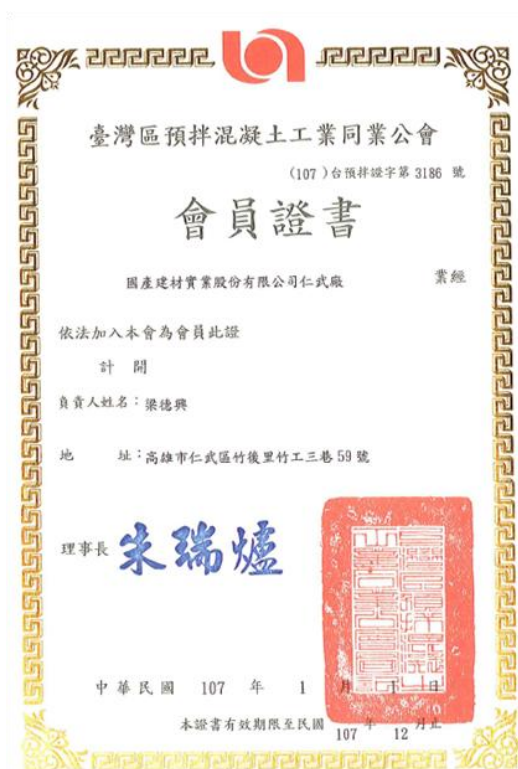 臺灣區預拌混凝土工業同業公會
(107)台預拌證字第 3186 號
會員證書
國產建材實業股份有限公司仁武廠 業經
依法加入本會為會員此證
計 開
負責人姓名：梁德興
地 址：高雄市仁武區竹後里竹工三巷 59 號
理事長 朱瑞爐
中華民國 107 年 1 月 1 日
本證書有效期限至民國 107 年 12 月止